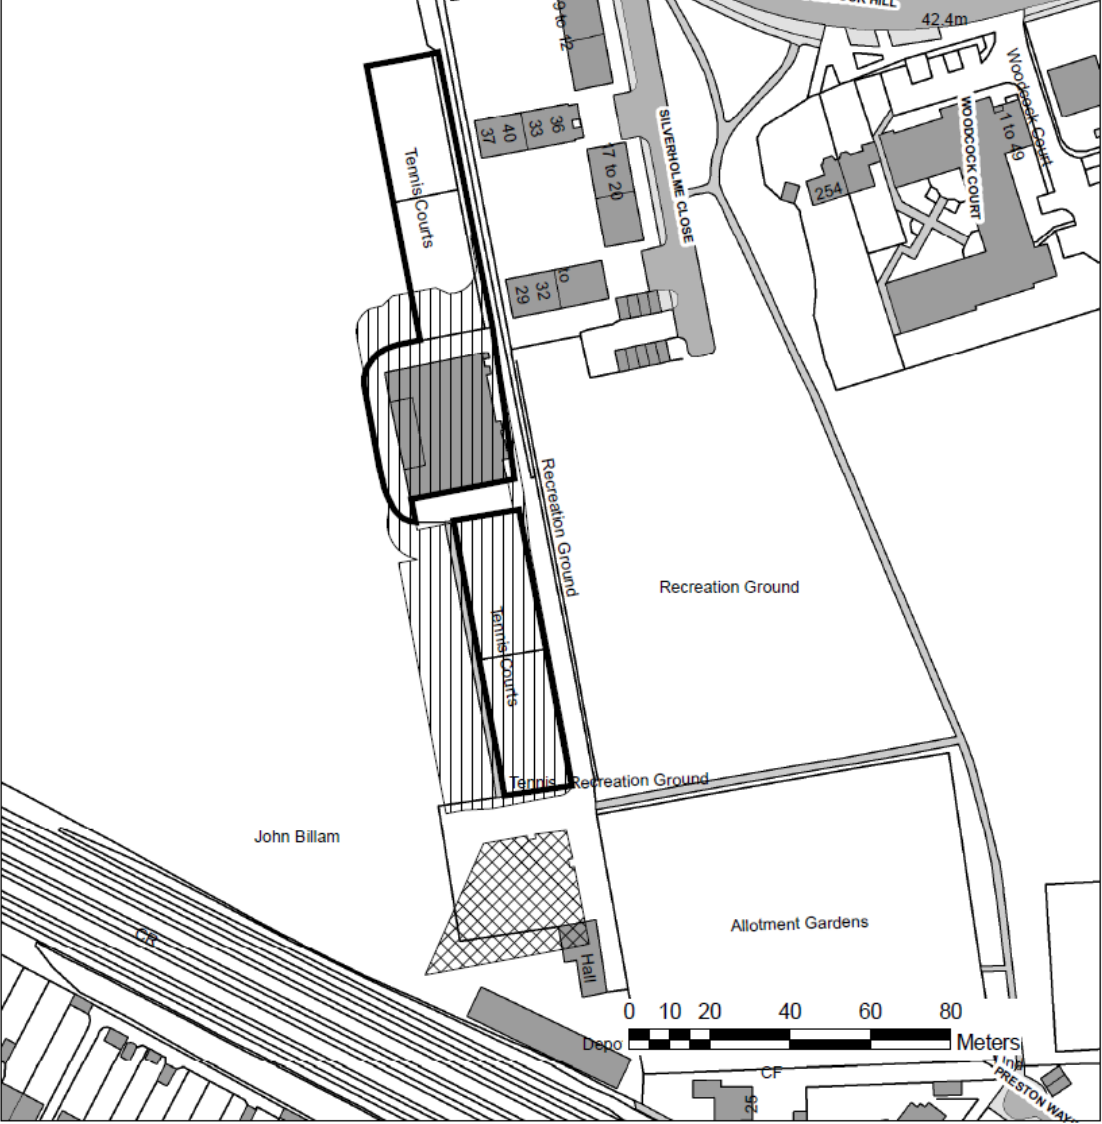 42.4m
9 to 12
Woodcock Court
37
40
33
36
SILVERHOLME CLOSE
WOODCOCK COURT
1 to 49
Tennis Courts
17 to 20
254
to
29
32
Recreation Ground
Recreation Ground
Tennis Courts
Tennis
Recreation Ground
John Billam
Allotment Gardens
CR
Hall
0 10 20 40 60 80
Meters
Depo
CF
PRESTON WAY
25